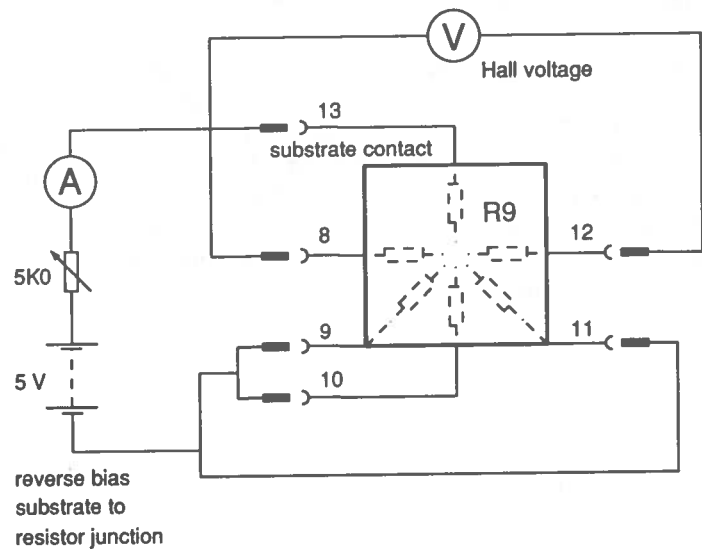 V
Hall voltage
13
substrate contact
A
R9
8
12
5K0
9
11
5 V
10
reverse bias
substrate to
resistor junction